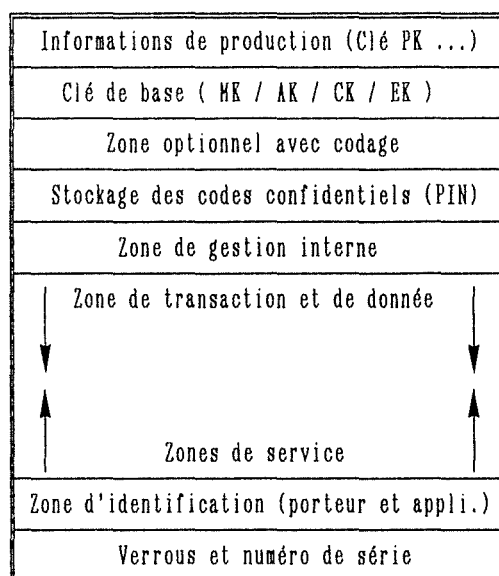 Informations de production (Clé PK ...)
Clé de base ( MK / AK / CK / EK )
Zone optionnel avec codage
Stockage des codes confidentiels (PIN)
Zone de gestion interne
Zone de transaction et de donnée
Zones de service
Zone d'identification (porteur et appli.)
Verrous et numéro de série